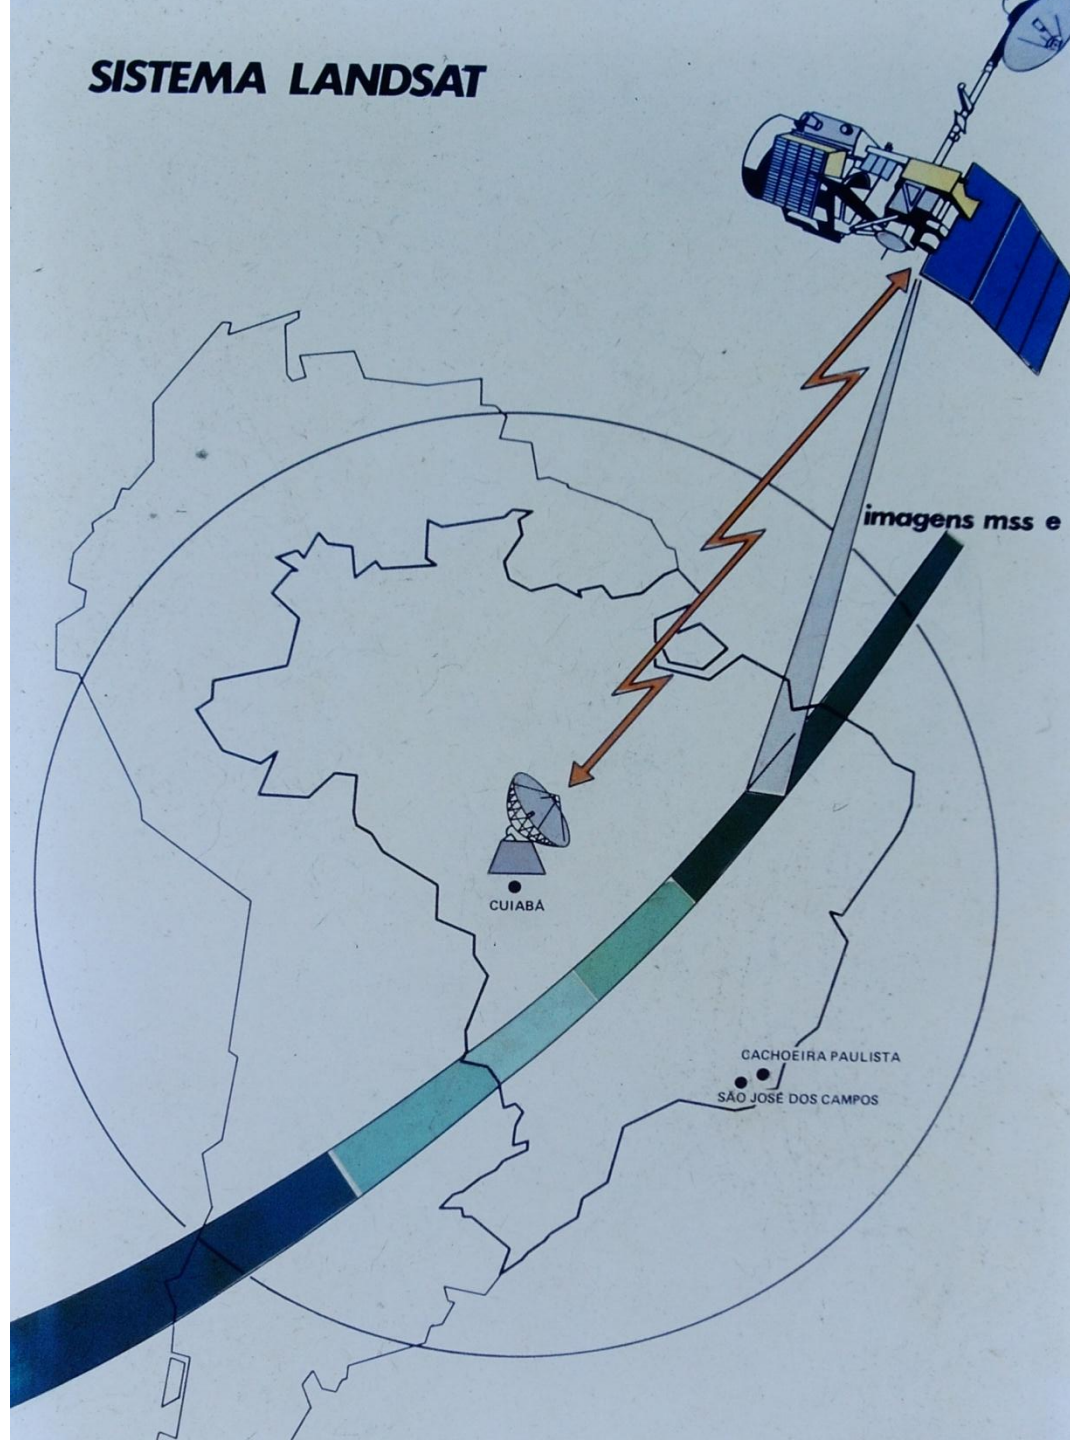 SISTEMA LANDSAT
imagens mss e
CUIABÁ
CACHOEIRA PAULISTA
SÃO JOSÉ DOS CAMPOS